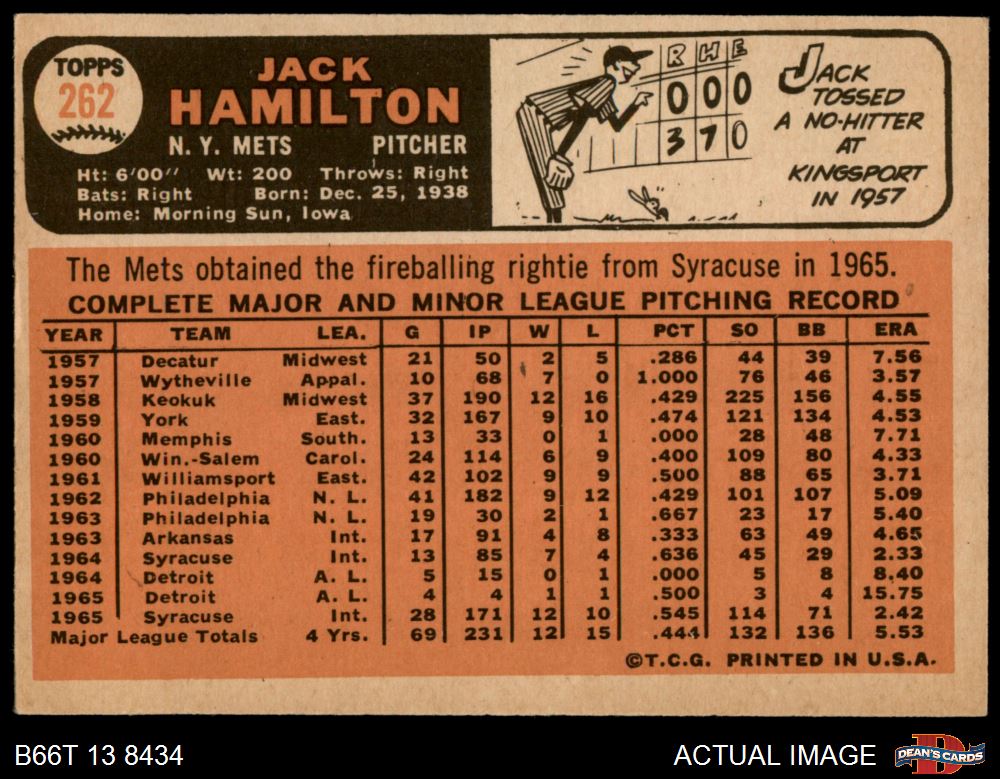 TOPPS
262
JACK
HAMILTON
N. Y. METS PITCHER
Ht: 6'00" Wt: 200 Throws: Right
Bats: Right Born: Dec. 25, 1938
Home: Morning Sun, Iowa
R H E
0 0 0
3 7 0
JACK
TOSSED
A NO-HITTER
AT
KINGSPORT
IN 1957
The Mets obtained the fireballing rightie from Syracuse in 1965.
COMPLETE MAJOR AND MINOR LEAGUE PITCHING RECORD
YEAR TEAM LEA. G IP W L PCT SO BB ERA
1957 Decatur Midwest 21 50 2 5 .286 44 39 7.56
1957 Wytheville Appal. 10 68 7 0 1.000 76 46 3.57
1958 Keokuk Midwest 37 190 12 16 .429 225 156 4.55
1959 York East. 32 167 9 10 .474 121 134 4.53
1960 Memphis South. 13 33 0 1 .000 28 48 7.71
1960 Win.-Salem Carol. 24 114 6 9 .400 109 80 4.33
1961 Williamsport East. 42 102 9 9 .500 88 65 3.71
1962 Philadelphia N. L. 41 182 9 12 .429 101 107 5.09
1963 Philadelphia N. L. 19 30 2 1 .667 23 17 5.40
1963 Arkansas Int. 17 91 4 8 .333 63 49 4.65
1964 Syracuse Int. 13 85 7 4 .636 45 29 2.33
1964 Detroit A. L. 5 15 0 1 .000 5 8 8.40
1965 Detroit A. L. 4 4 1 1 .500 3 4 15.75
1965 Syracuse Int. 28 171 12 10 .545 114 71 2.42
Major League Totals 4 Yrs. 69 231 12 15 .444 132 136 5.53
©T.C.G. PRINTED IN U.S.A.
B66T 13 8434 ACTUAL IMAGE
D
DEAN'S CARDS